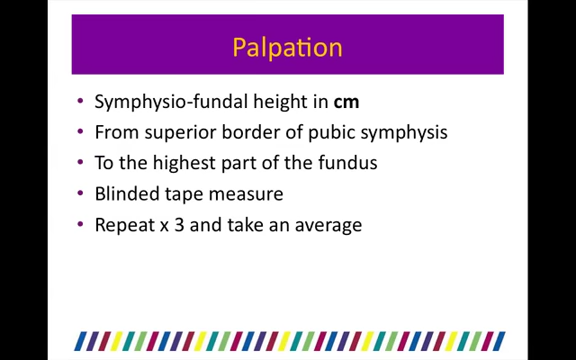 Palpation
• Symphysio-fundal height in cm
• From superior border of pubic symphysis
• To the highest part of the fundus
• Blinded tape measure
• Repeat x 3 and take an average